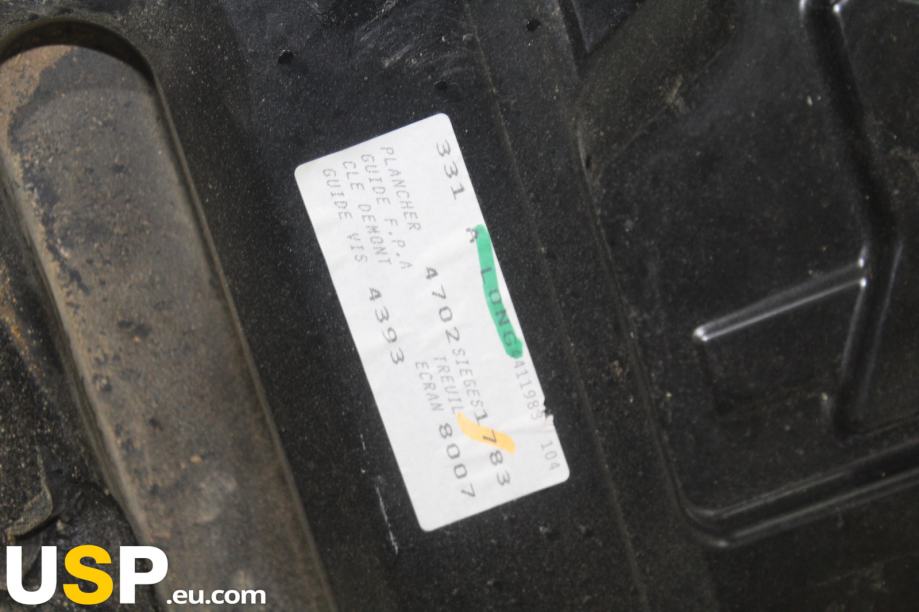 331 A LONG 411985 104
PLANCHER
GUIDE F.P.A 4702 SIEGES 1783
CLE DEMONT TREUIL
GUIDE VIS 4393 ECRAN 8007
USP.eu.com